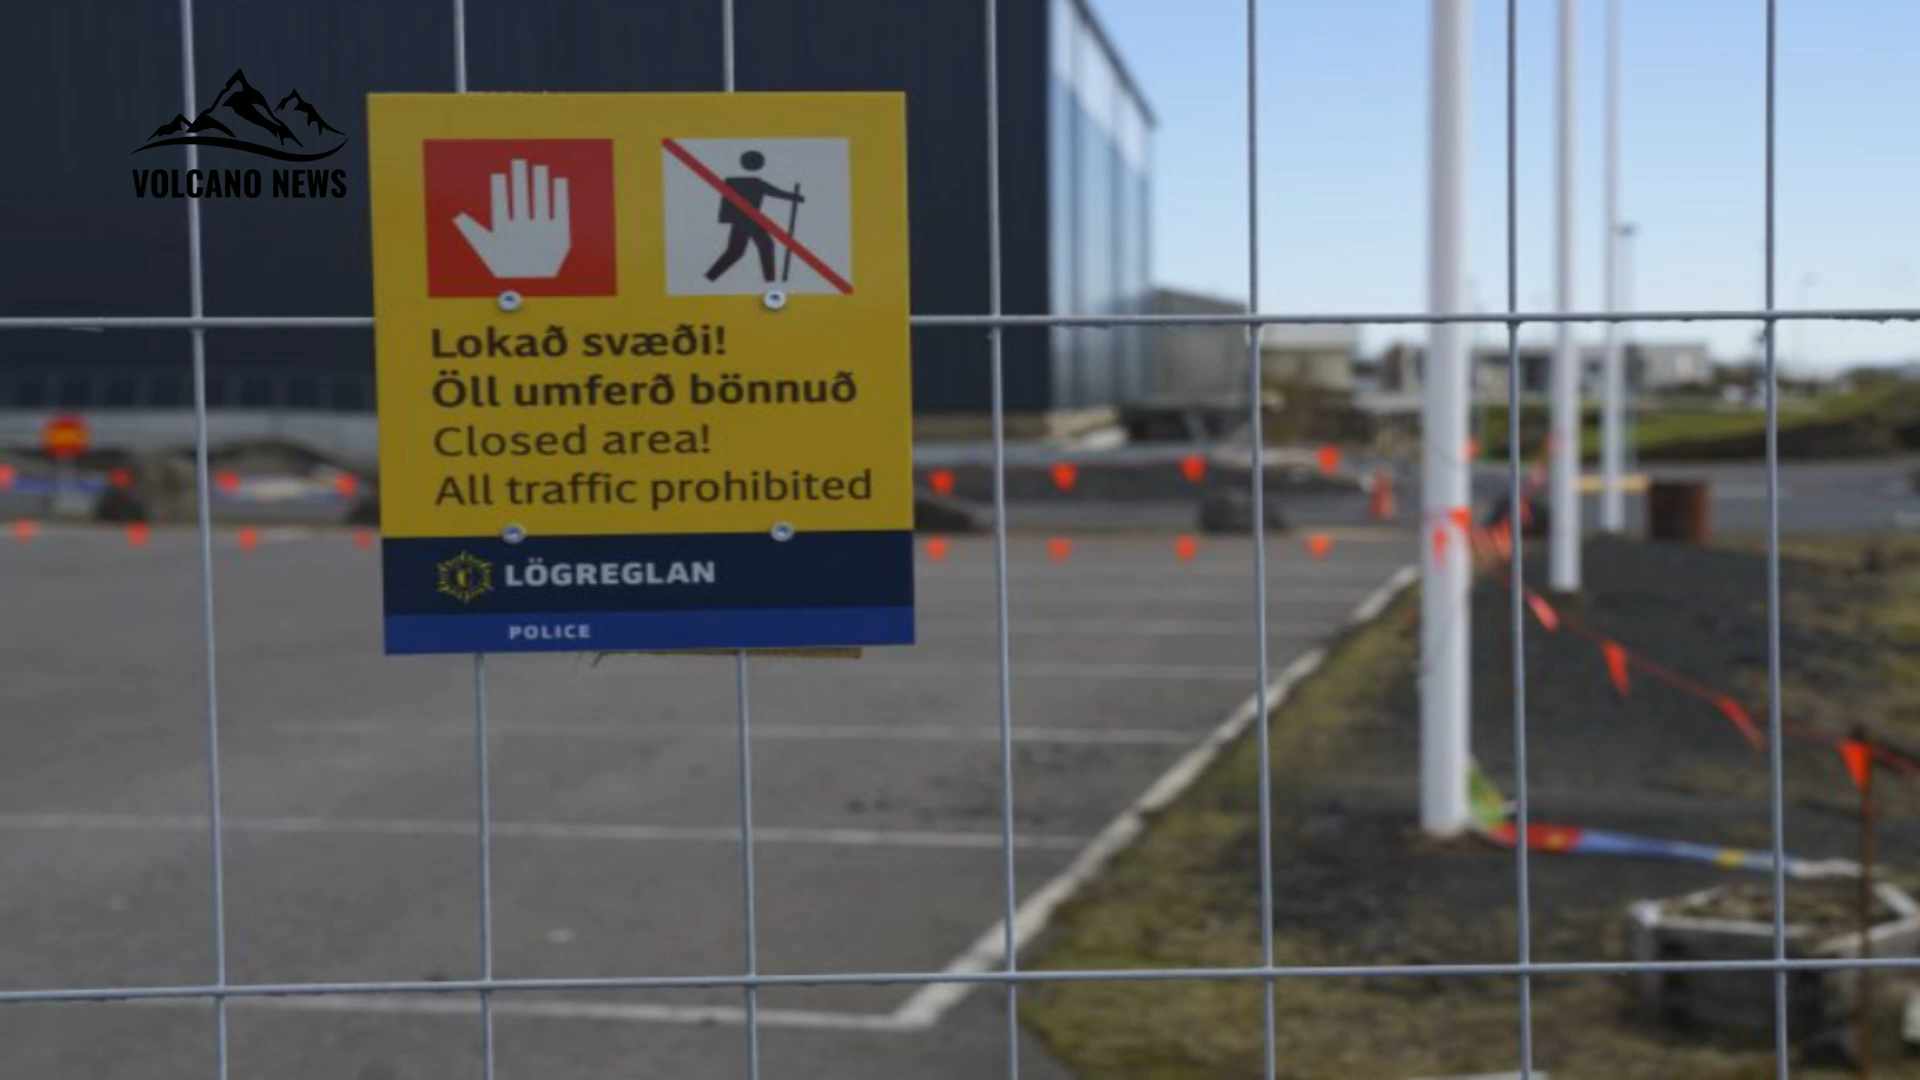 VOLCANO NEWS
Lokað svæði!
Öll umferð bönnuð
Closed area!
All traffic prohibited
LÖGREGLAN
POLICE